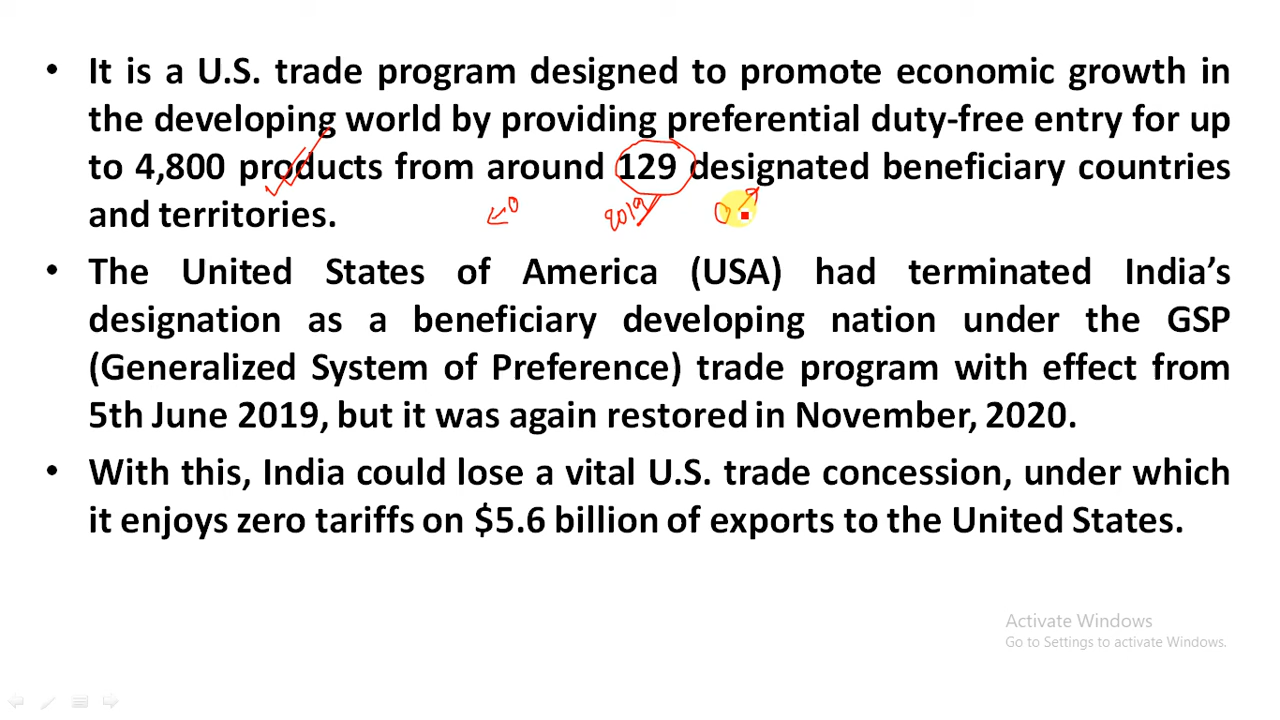 • It is a U.S. trade program designed to promote economic growth in
the developing world by providing preferential duty-free entry for up
to 4,800 products from around 129 designated beneficiary countries
and territories.
2019
• The United States of America (USA) had terminated India’s
designation as a beneficiary developing nation under the GSP
(Generalized System of Preference) trade program with effect from
5th June 2019, but it was again restored in November, 2020.
• With this, India could lose a vital U.S. trade concession, under which
it enjoys zero tariffs on $5.6 billion of exports to the United States.
Activate Windows
Go to Settings to activate Windows.